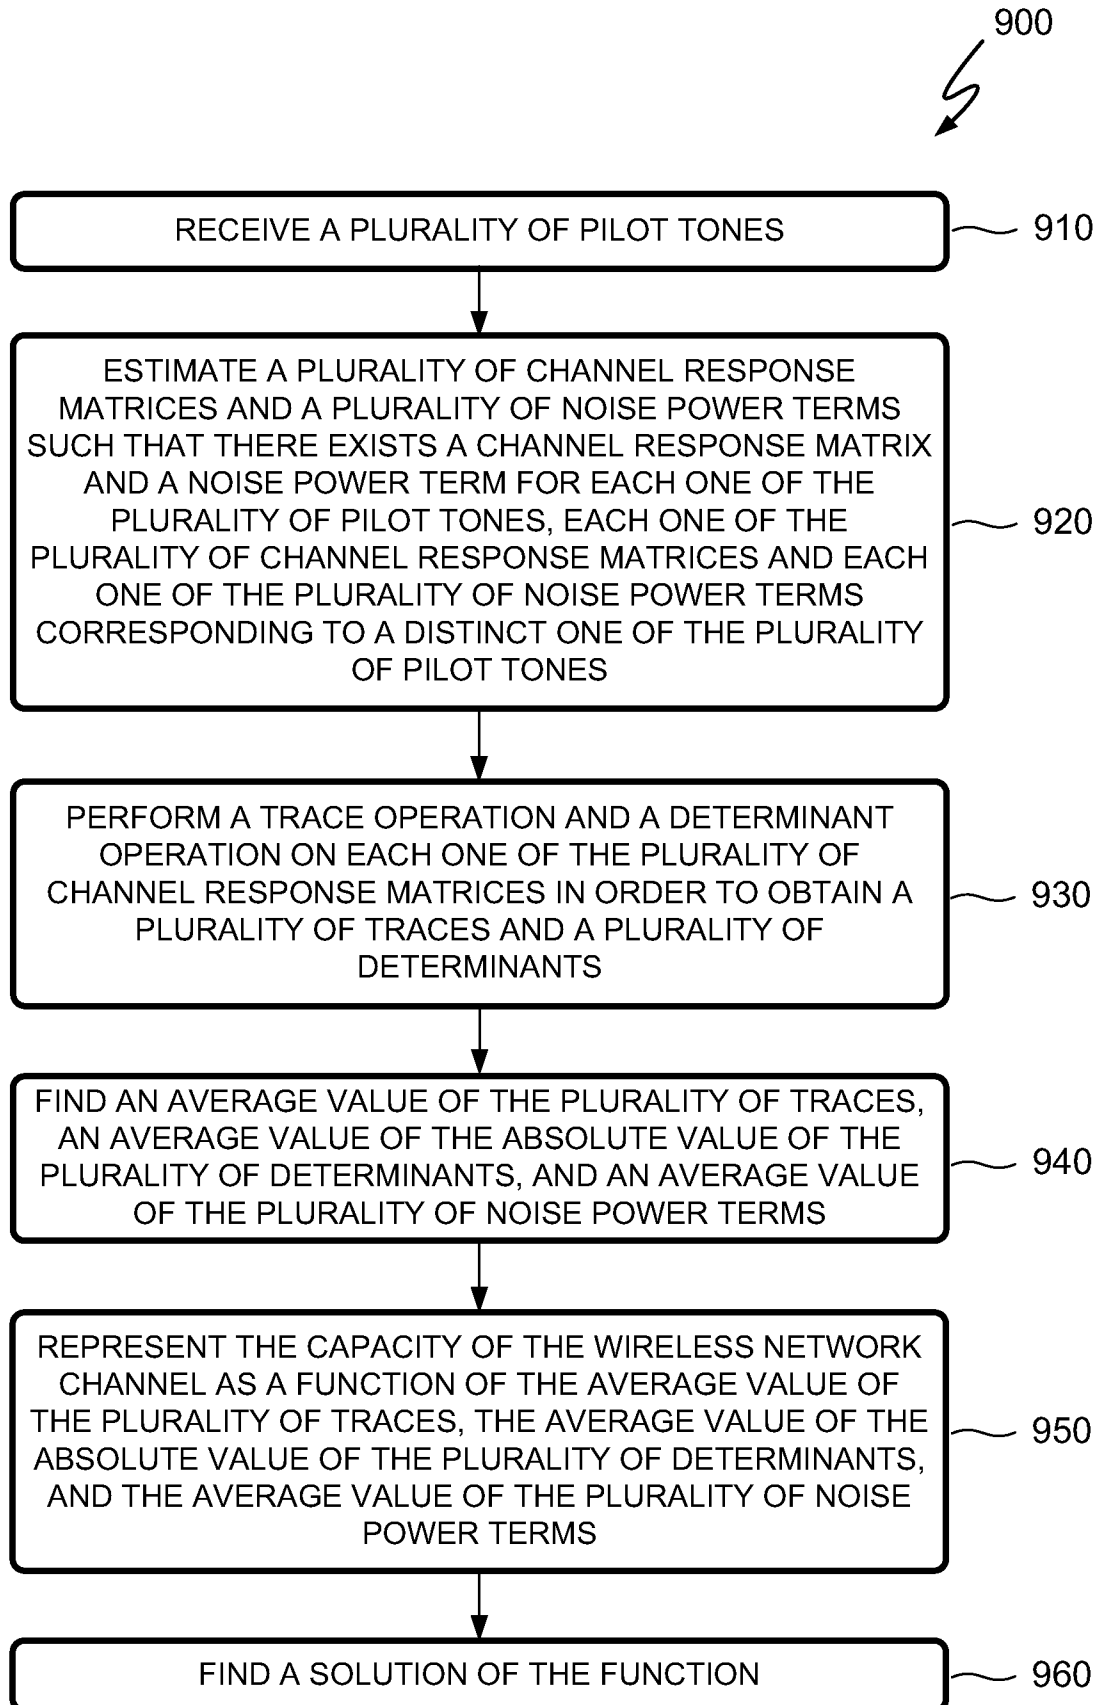 900
RECEIVE A PLURALITY OF PILOT TONES
910
ESTIMATE A PLURALITY OF CHANNEL RESPONSE
MATRICES AND A PLURALITY OF NOISE POWER TERMS
SUCH THAT THERE EXISTS A CHANNEL RESPONSE MATRIX
AND A NOISE POWER TERM FOR EACH ONE OF THE
PLURALITY OF PILOT TONES, EACH ONE OF THE
PLURALITY OF CHANNEL RESPONSE MATRICES AND EACH
ONE OF THE PLURALITY OF NOISE POWER TERMS
CORRESPONDING TO A DISTINCT ONE OF THE PLURALITY
OF PILOT TONES
920
PERFORM A TRACE OPERATION AND A DETERMINANT
OPERATION ON EACH ONE OF THE PLURALITY OF
CHANNEL RESPONSE MATRICES IN ORDER TO OBTAIN A
PLURALITY OF TRACES AND A PLURALITY OF
DETERMINANTS
930
FIND AN AVERAGE VALUE OF THE PLURALITY OF TRACES,
AN AVERAGE VALUE OF THE ABSOLUTE VALUE OF THE
PLURALITY OF DETERMINANTS, AND AN AVERAGE VALUE
OF THE PLURALITY OF NOISE POWER TERMS
940
REPRESENT THE CAPACITY OF THE WIRELESS NETWORK
CHANNEL AS A FUNCTION OF THE AVERAGE VALUE OF
THE PLURALITY OF TRACES, THE AVERAGE VALUE OF THE
ABSOLUTE VALUE OF THE PLURALITY OF DETERMINANTS,
AND THE AVERAGE VALUE OF THE PLURALITY OF NOISE
POWER TERMS
950
FIND A SOLUTION OF THE FUNCTION
960